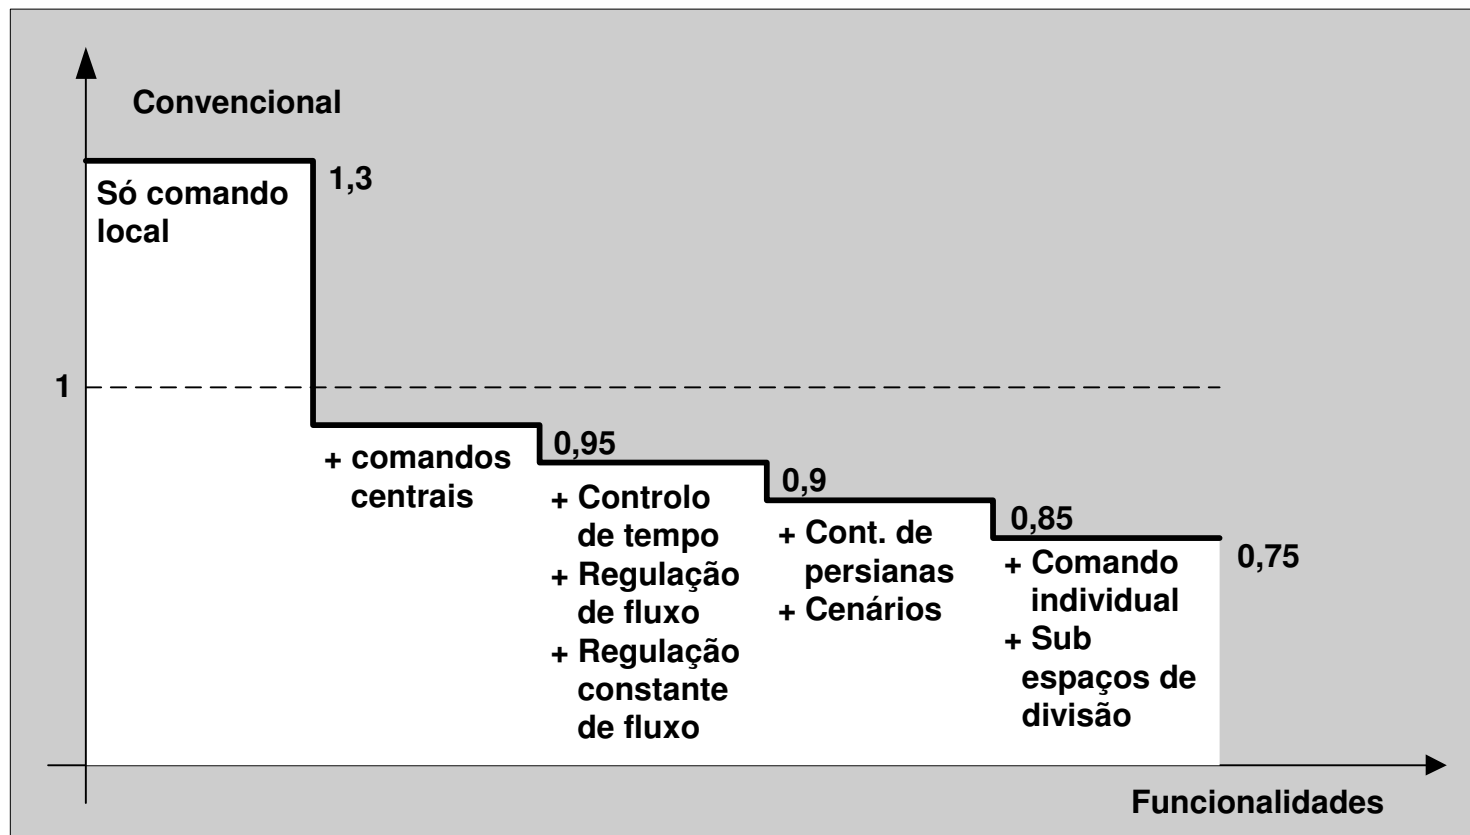 Convencional
Só comando
local
1,3
1
+ comandos
centrais
0,95
+ Controlo
de tempo
+ Regulação
de fluxo
+ Regulação
constante
de fluxo
0,9
+ Cont. de
persianas
+ Cenários
0,85
+ Comando
individual
+ Sub
espaços de
divisão
0,75
Funcionalidades